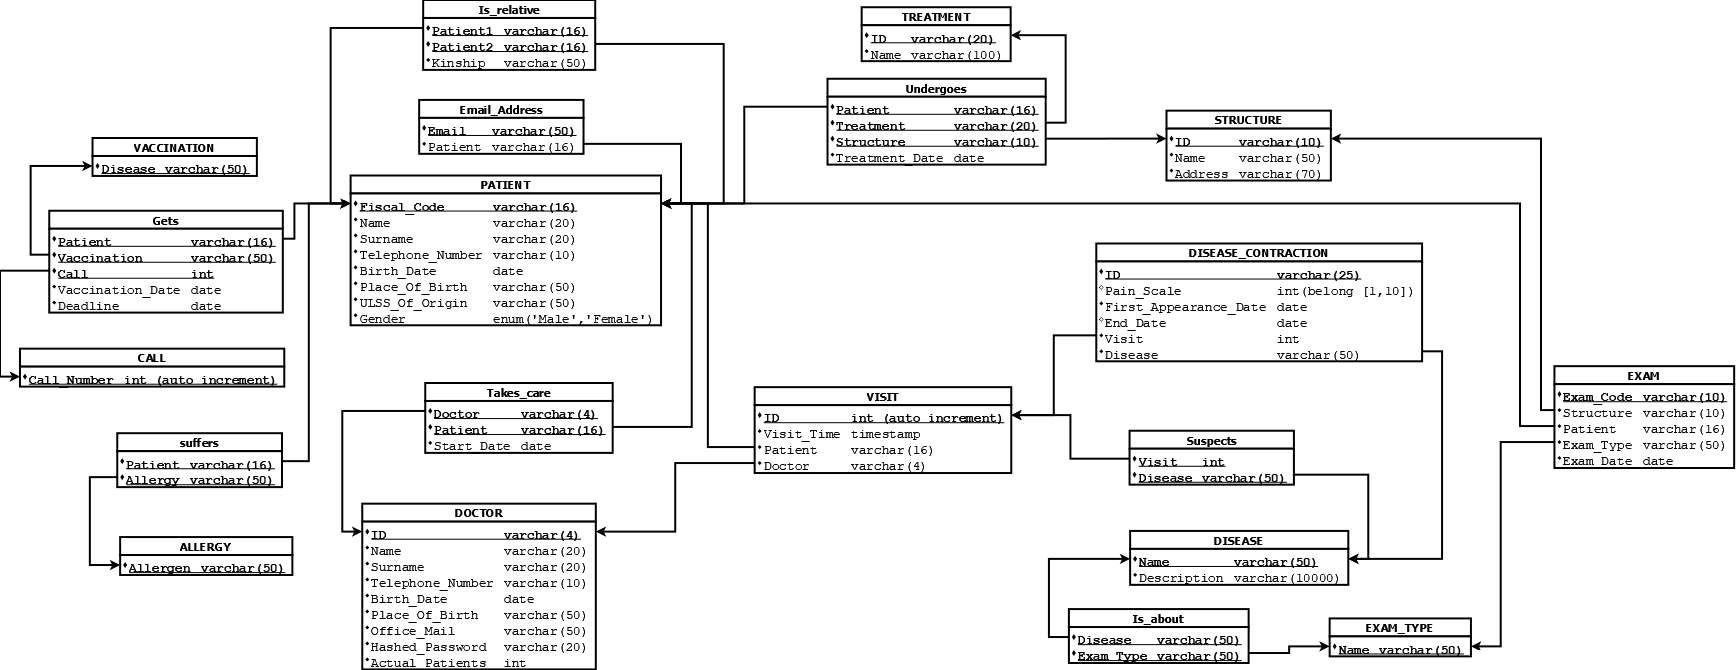 Is_relative
Patient1 varchar(16)
Patient2 varchar(16)
Kinship varchar(50)
TREATMENT
ID varchar(20)
Name varchar(100)
Email_Address
Email varchar(50)
Patient varchar(16)
Undergoes
Patient varchar(16)
Treatment varchar(20)
Structure varchar(10)
Treatment_Date date
STRUCTURE
ID varchar(10)
Name varchar(50)
Address varchar(70)
VACCINATION
Disease varchar(50)
Gets
Patient varchar(16)
Vaccination varchar(50)
Call int
Vaccination_Date date
Deadline date
PATIENT
Fiscal_Code varchar(16)
Name varchar(20)
Surname varchar(20)
Telephone_Number varchar(10)
Birth_Date date
Place_Of_Birth varchar(50)
ULSS_Of_Origin varchar(50)
Gender enum('Male','Female')
DISEASE_CONTRACTION
ID varchar(25)
Pain_Scale int(belong [1,10])
First_Appearance_Date date
End_Date date
Visit int
Disease varchar(50)
CALL
Call_Number int (auto increment)
Takes_care
Doctor varchar(4)
Patient varchar(16)
Start_Date date
VISIT
ID int (auto increment)
Visit_Time timestamp
Patient varchar(16)
Doctor varchar(4)
EXAM
Exam_Code varchar(10)
Structure varchar(10)
Patient varchar(16)
Exam_Type varchar(50)
Exam_Date date
suffers
Patient varchar(16)
Allergy varchar(50)
Suspects
Visit int
Disease varchar(50)
ALLERGY
Allergen varchar(50)
DOCTOR
ID varchar(4)
Name varchar(20)
Surname varchar(20)
Telephone_Number varchar(10)
Birth_Date date
Place_Of_Birth varchar(50)
Office_Mail varchar(50)
Hashed_Password varchar(20)
Actual_Patients int
DISEASE
Name varchar(50)
Description varchar(10000)
Is_about
Disease varchar(50)
Exam_Type varchar(50)
EXAM_TYPE
Name varchar(50)